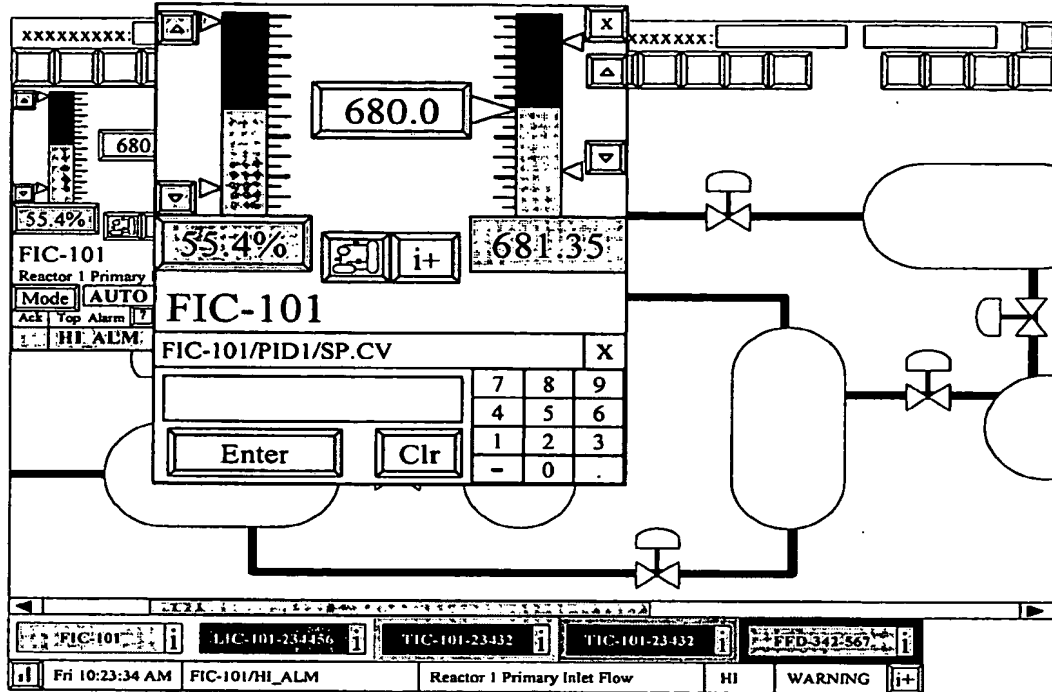 xxxxxxxxx:
X
xxxxxxx:
680.0
680
55.4%
55.4%
i+
681.35
FIC-101
Reactor 1 Primary
Mode AUTO
Ack Top Alarm ?
HI ALM
FIC-101
FIC-101/PID1/SP.CV X
7 8 9
4 5 6
1 2 3
- 0 .
Enter Clr
FIC-101 i
LIC-101-234456 i
TIC-101-23432 i
TIC-101-23432 i
FFD-342-567 i
Fri 10:23:34 AM FIC-101/HI_ALM Reactor 1 Primary Inlet Flow HI WARNING i+